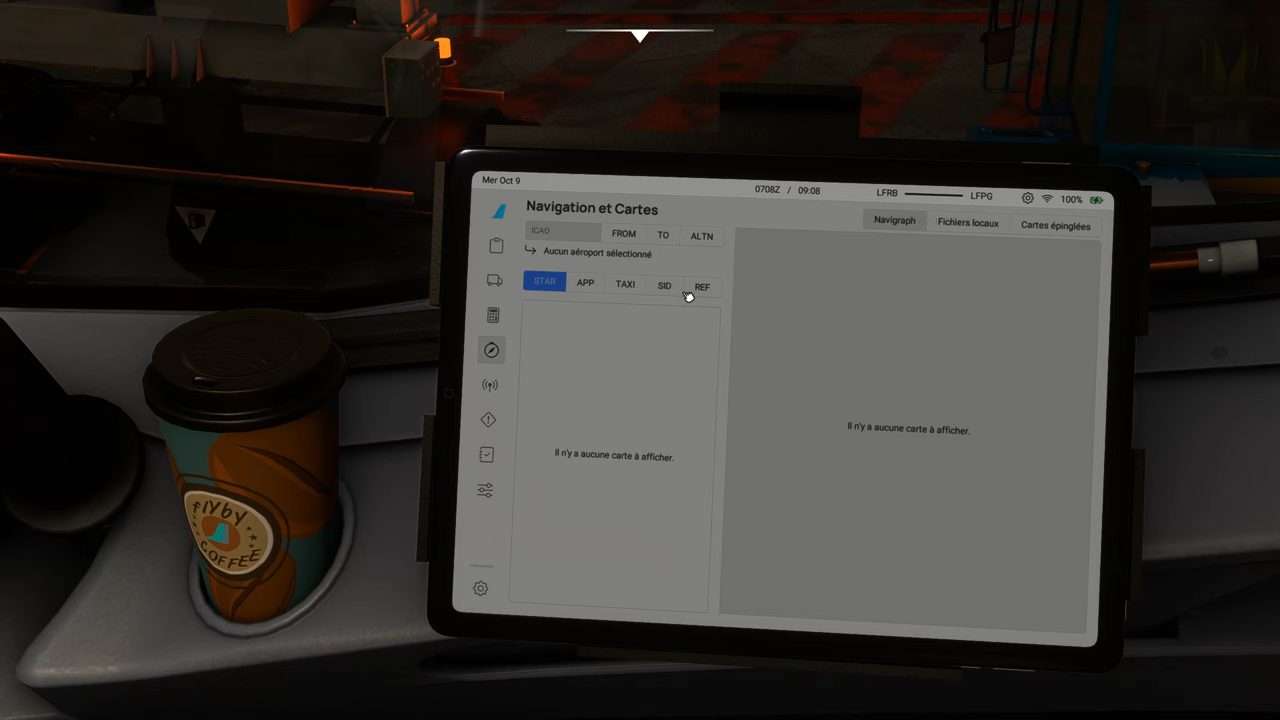 Mer Oct 9
0708Z / 09:08
LFRB
LFPG
100%
Navigation et Cartes
Navigraph
Fichiers locaux
Cartes épinglées
ICAO
FROM
TO
ALTN
Aucun aéroport sélectionné
STAR
APP
TAXI
SID
REF
Il n'y a aucune carte à afficher.
Il n'y a aucune carte à afficher.
flyby
COFFEE